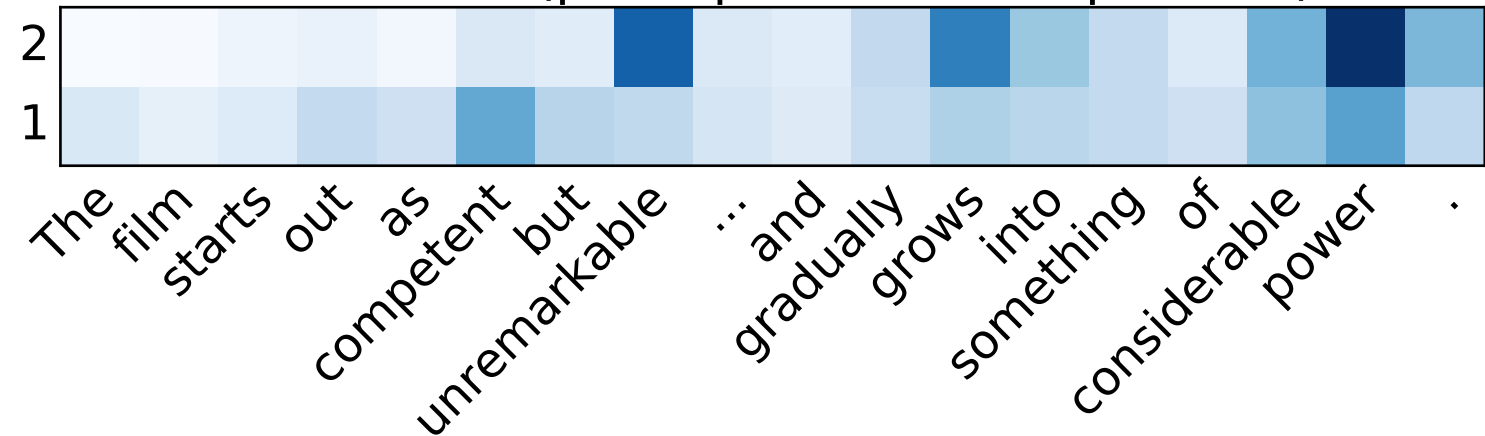 2
1
The film starts out as competent but unremarkable ... and gradually grows into something of considerable power .